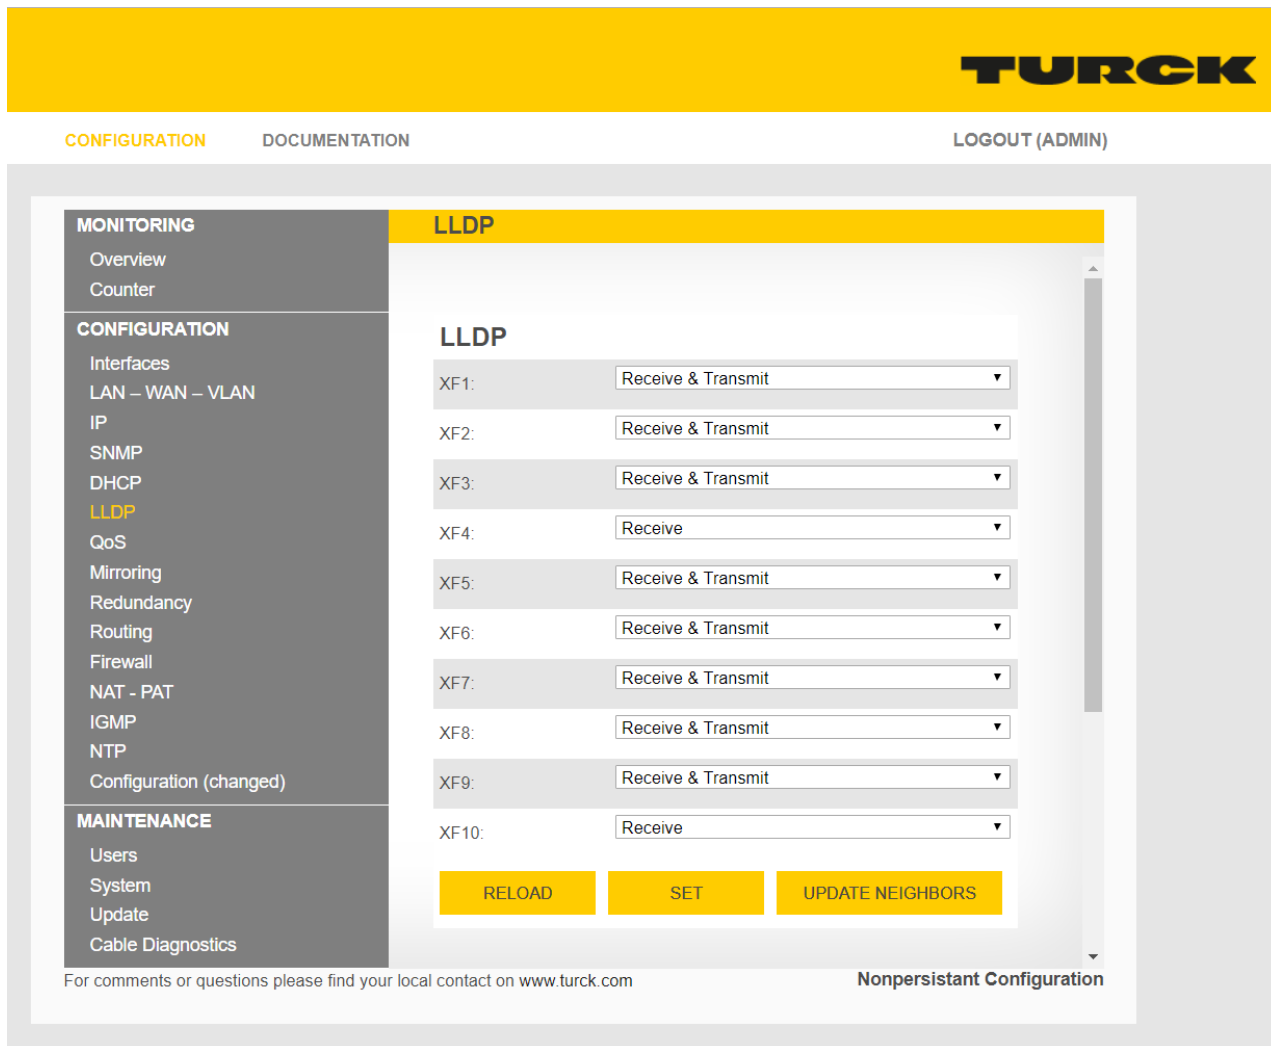 TURCK
CONFIGURATION DOCUMENTATION LOGOUT (ADMIN)
MONITORING
Overview
Counter
CONFIGURATION
Interfaces
LAN – WAN – VLAN
IP
SNMP
DHCP
LLDP
QoS
Mirroring
Redundancy
Routing
Firewall
NAT - PAT
IGMP
NTP
Configuration (changed)
MAINTENANCE
Users
System
Update
Cable Diagnostics
LLDP
LLDP
XF1: Receive & Transmit
XF2: Receive & Transmit
XF3: Receive & Transmit
XF4: Receive
XF5: Receive & Transmit
XF6: Receive & Transmit
XF7: Receive & Transmit
XF8: Receive & Transmit
XF9: Receive & Transmit
XF10: Receive
RELOAD SET UPDATE NEIGHBORS
For comments or questions please find your local contact on www.turck.com Nonpersistant Configuration